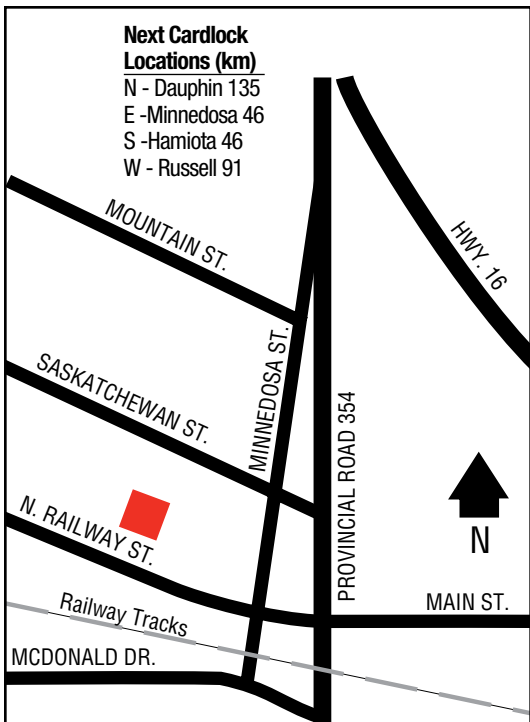 Next Cardlock
Locations (km)
N - Dauphin 135
E -Minnedosa 46
S -Hamiota 46
W - Russell 91
MOUNTAIN ST.
HWY. 16
SASKATCHEWAN ST.
MINNEDOSA ST.
PROVINCIAL ROAD 354
N. RAILWAY ST.
N
Railway Tracks
MAIN ST.
MCDONALD DR.